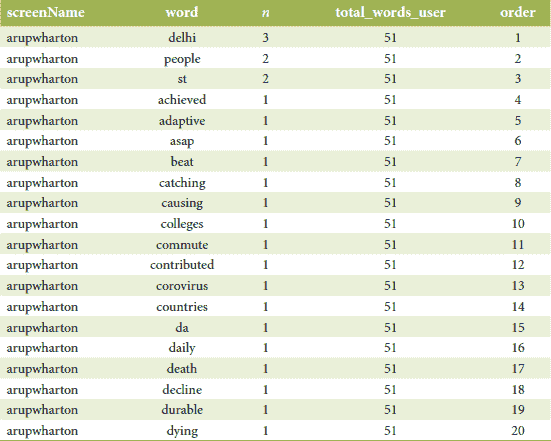 screenName word n total_words_user order
arupwharton delhi 3 51 1
arupwharton people 2 51 2
arupwharton st 2 51 3
arupwharton achieved 1 51 4
arupwharton adaptive 1 51 5
arupwharton asap 1 51 6
arupwharton beat 1 51 7
arupwharton catching 1 51 8
arupwharton causing 1 51 9
arupwharton colleges 1 51 10
arupwharton commute 1 51 11
arupwharton contributed 1 51 12
arupwharton corovirus 1 51 13
arupwharton countries 1 51 14
arupwharton da 1 51 15
arupwharton daily 1 51 16
arupwharton death 1 51 17
arupwharton decline 1 51 18
arupwharton durable 1 51 19
arupwharton dying 1 51 20